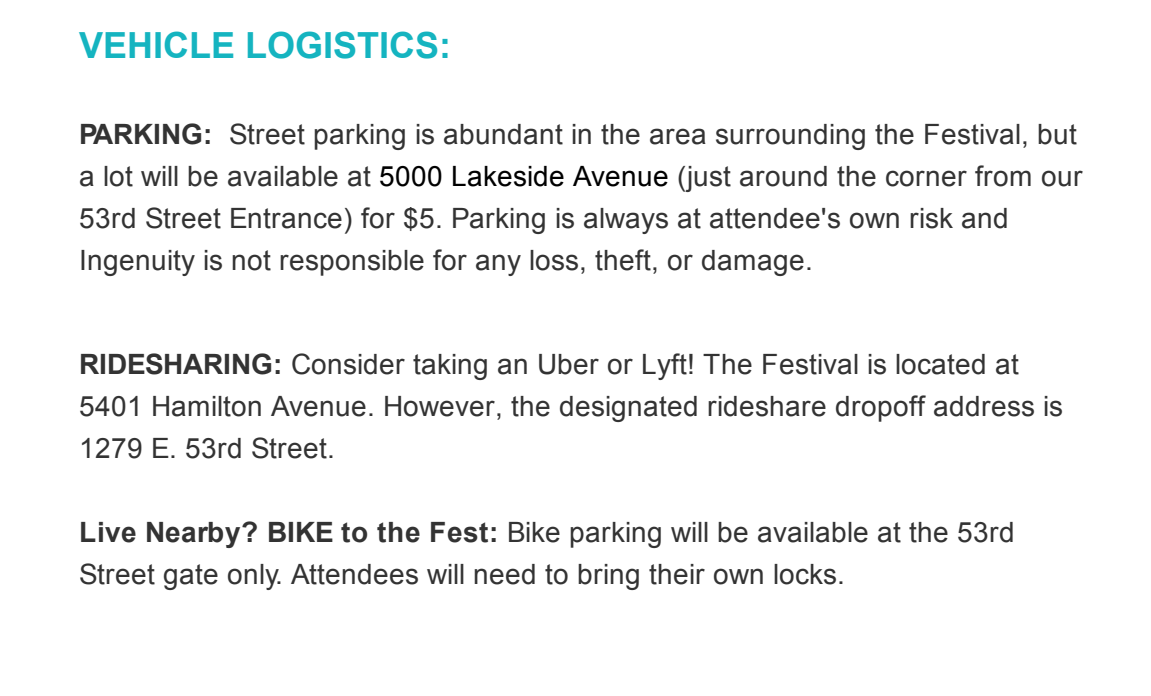 VEHICLE LOGISTICS:
PARKING:  Street parking is abundant in the area surrounding the Festival, but
a lot will be available at 5000 Lakeside Avenue (just around the corner from our
53rd Street Entrance) for $5. Parking is always at attendee's own risk and
Ingenuity is not responsible for any loss, theft, or damage.
RIDESHARING: Consider taking an Uber or Lyft! The Festival is located at
5401 Hamilton Avenue. However, the designated rideshare dropoff address is
1279 E. 53rd Street.
Live Nearby? BIKE to the Fest: Bike parking will be available at the 53rd
Street gate only. Attendees will need to bring their own locks.